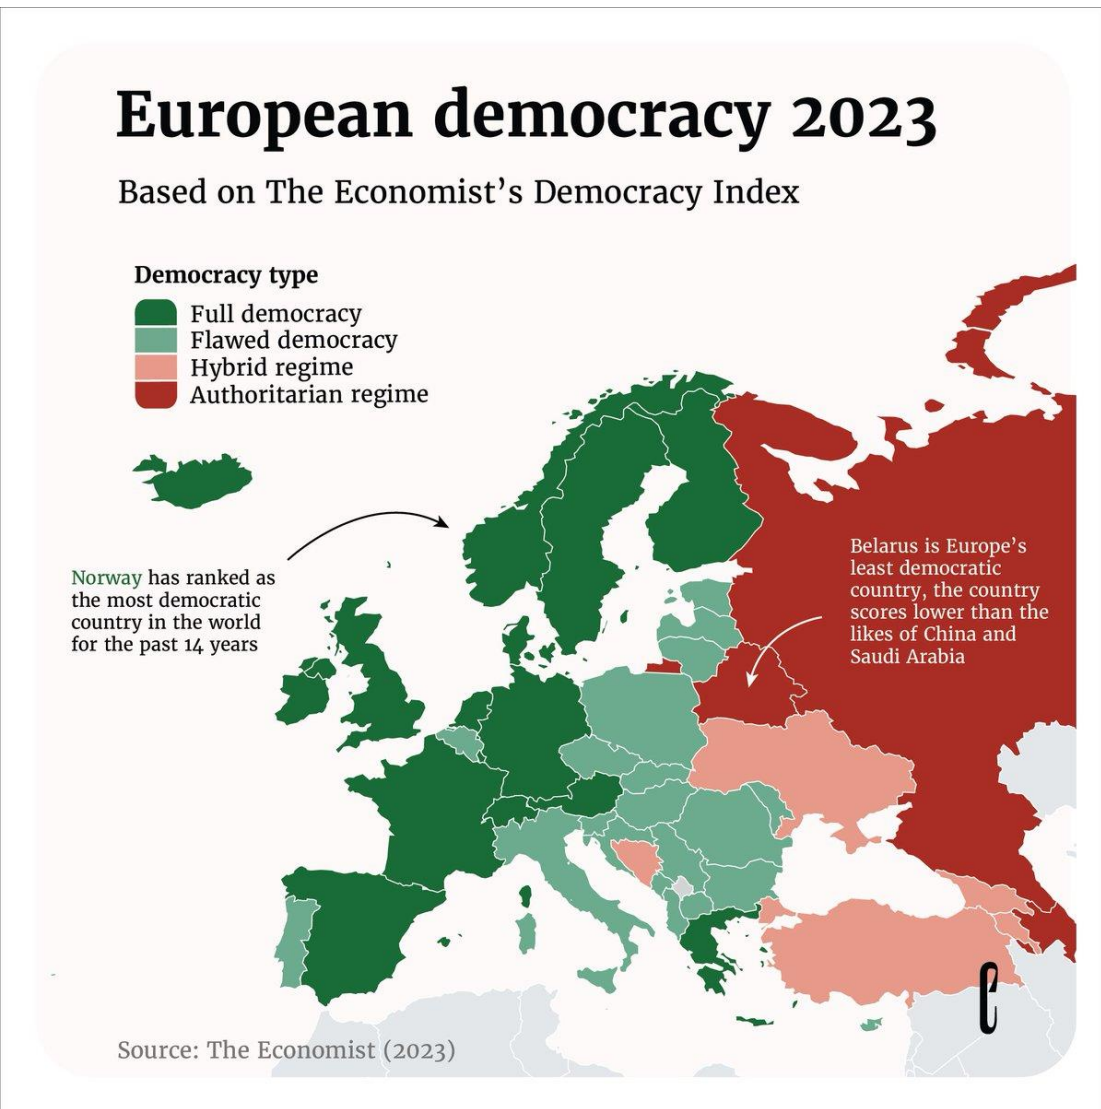 European democracy 2023
Based on The Economist's Democracy Index
Democracy type
Full democracy
Flawed democracy
Hybrid regime
Authoritarian regime
Norway has ranked as
the most democratic
country in the world
for the past 14 years
Belarus is Europe's
least democratic
country, the country
scores lower than the
likes of China and
Saudi Arabia
Source: The Economist (2023)